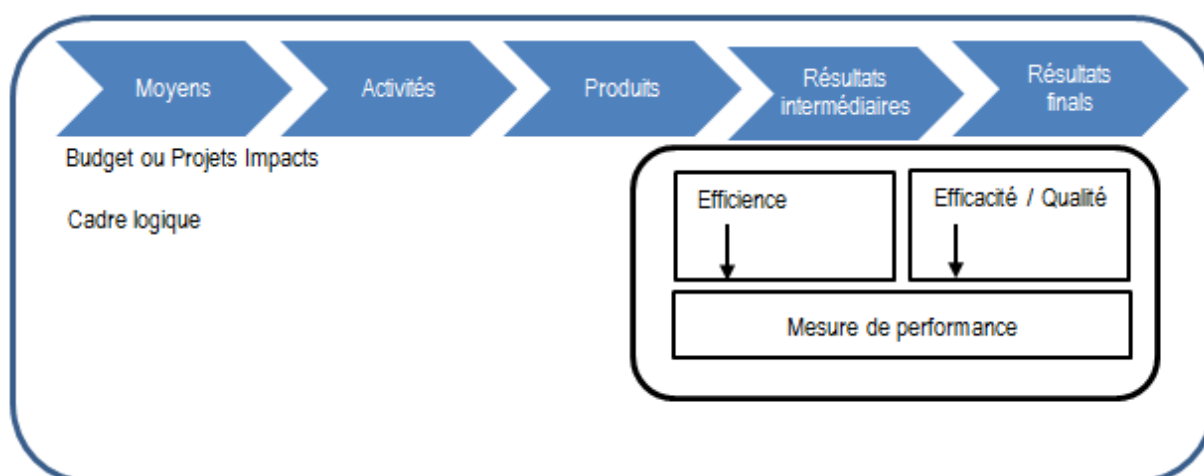 Moyens
Activités
Produits
Résultats
intermédiaires
Résultats
finals
Budget ou Projets Impacts
Cadre logique
Efficience
Efficacité / Qualité
Mesure de performance